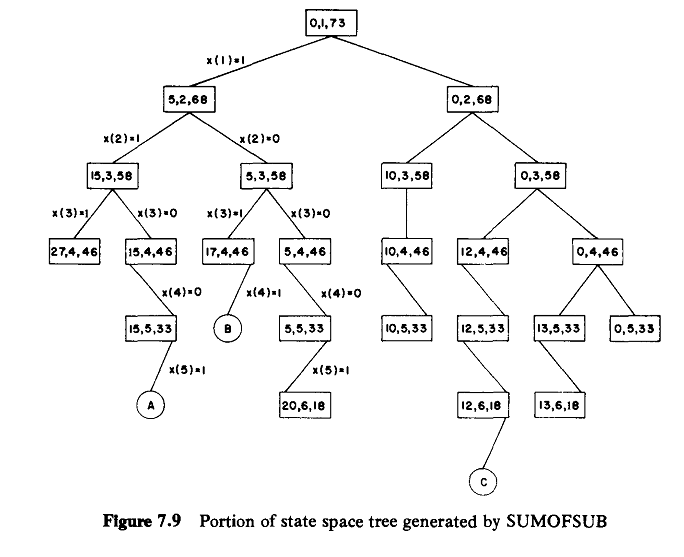 0,1,73
x(1)=1
5,2,68
0,2,68
x(2)=1
x(2)=0
15,3,58
5,3,58
10,3,58
0,3,58
x(3)=1
x(3)=0
x(3)=1
x(3)=0
27,4,46
15,4,46
17,4,46
5,4,46
10,4,46
12,4,46
0,4,46
x(4)=0
x(4)=1
x(4)=0
15,5,33
B
5,5,33
10,5,33
12,5,33
13,5,33
0,5,33
x(5)=1
x(5)=1
A
20,6,18
12,6,18
13,6,18
C
Figure 7.9 Portion of state space tree generated by SUMOFSUB